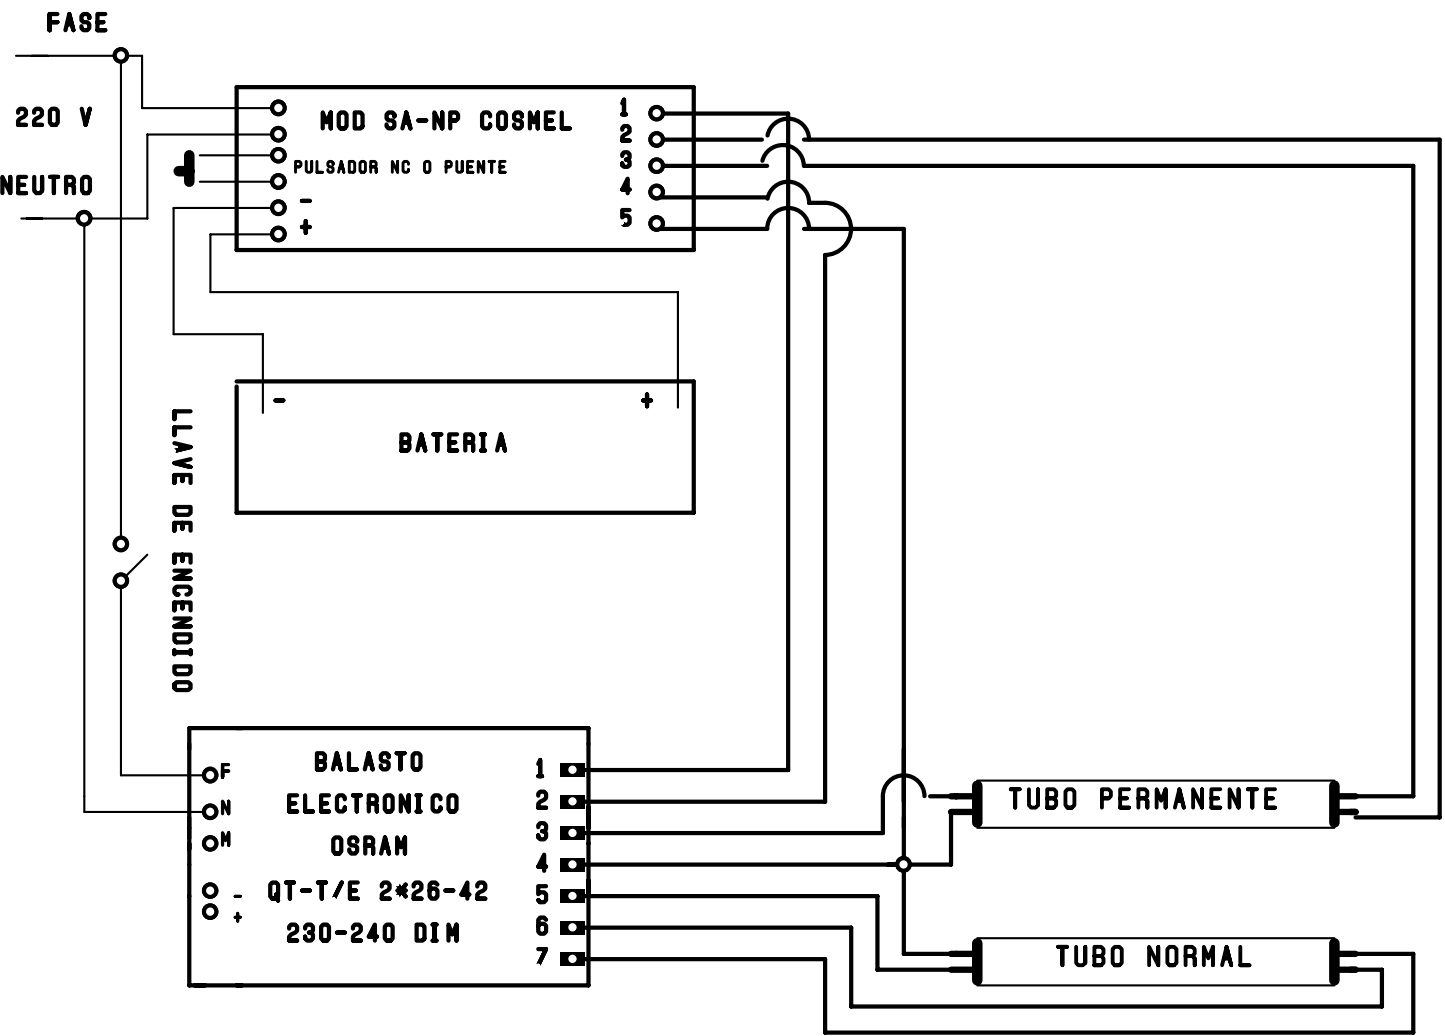 FASE
220 V
NEUTRO
MOD SA-NP COSMEL
PULSADOR NC O PUENTE
-
+
1
2
3
4
5
- +
BATERIA
LLAVE DE ENCENDIDO
BALASTO
ELECTRONICO
OSRAM
QT-T/E 2*26-42
230-240 DIM
F
N
M
-
+
1
2
3
4
5
6
7
TUBO PERMANENTE
TUBO NORMAL